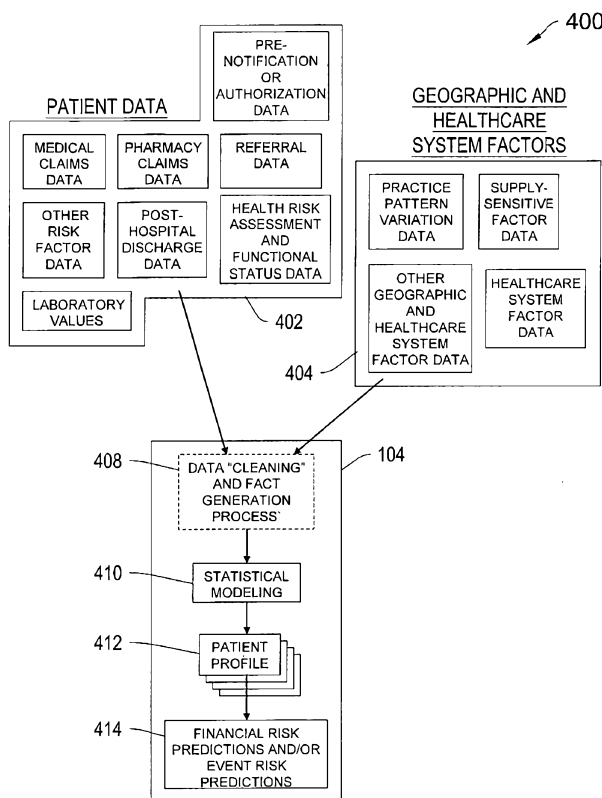 400
PATIENT DATA
PRE-
NOTIFICATION
OR
AUTHORIZATION
DATA
MEDICAL
CLAIMS
DATA
PHARMACY
CLAIMS
DATA
REFERRAL
DATA
OTHER
RISK
FACTOR
DATA
POST-
HOSPITAL
DISCHARGE
DATA
HEALTH RISK
ASSESSMENT
AND
FUNCTIONAL
STATUS DATA
LABORATORY
VALUES
402
GEOGRAPHIC AND
HEALTHCARE
SYSTEM FACTORS
PRACTICE
PATTERN
VARIATION
DATA
SUPPLY-
SENSITIVE
FACTOR
DATA
OTHER
GEOGRAPHIC
AND
HEALTHCARE
SYSTEM
FACTOR DATA
HEALTHCARE
SYSTEM
FACTOR
DATA
404
104
408
DATA "CLEANING"
AND FACT
GENERATION
PROCESS`
410
STATISTICAL
MODELING
412
PATIENT
PROFILE
414
FINANCIAL RISK
PREDICTIONS AND/OR
EVENT RISK
PREDICTIONS